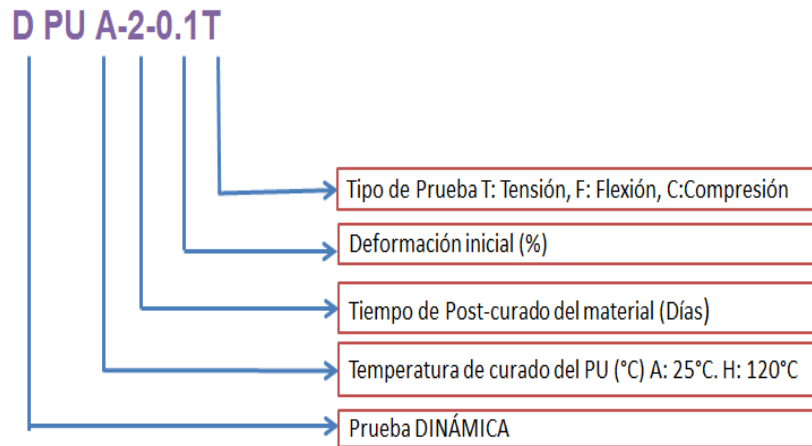 D PU A-2-0.1T
Tipo de Prueba T: Tensión, F: Flexión, C:Compresión
Deformación inicial (%)
Tiempo de Post-curado del material (Días)
Temperatura de curado del PU (°C) A: 25°C. H: 120°C
Prueba DINÁMICA